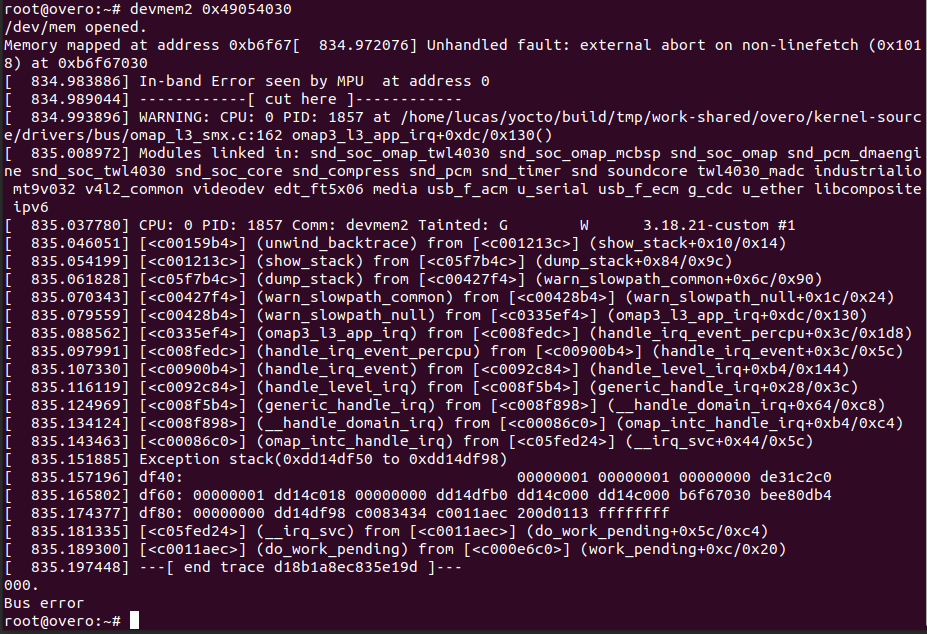 root@overo:~# devmem2 0x49054030
/dev/mem opened.
Memory mapped at address 0xb6f67[  834.972076] Unhandled fault: external abort on non-linefetch (0x101
8) at 0xb6f67030
[  834.983886] In-band Error seen by MPU  at address 0
[  834.989044] ------------[ cut here ]------------
[  834.993896] WARNING: CPU: 0 PID: 1857 at /home/lucas/yocto/build/tmp/work-shared/overo/kernel-sourc
e/drivers/bus/omap_l3_smx.c:162 omap3_l3_app_irq+0xdc/0x130()
[  835.008972] Modules linked in: snd_soc_omap_twl4030 snd_soc_omap_mcbsp snd_soc_omap snd_pcm_dmaengi
ne snd_soc_twl4030 snd_soc_core snd_compress snd_pcm snd_timer snd soundcore twl4030_madc industrialio
 mt9v032 v4l2_common videodev edt_ft5x06 media usb_f_acm u_serial usb_f_ecm g_cdc u_ether libcomposite
 ipv6
[  835.037780] CPU: 0 PID: 1857 Comm: devmem2 Tainted: G        W      3.18.21-custom #1
[  835.046051] [<c00159b4>] (unwind_backtrace) from [<c001213c>] (show_stack+0x10/0x14)
[  835.054199] [<c001213c>] (show_stack) from [<c05f7b4c>] (dump_stack+0x84/0x9c)
[  835.061828] [<c05f7b4c>] (dump_stack) from [<c00427f4>] (warn_slowpath_common+0x6c/0x90)
[  835.070343] [<c00427f4>] (warn_slowpath_common) from [<c00428b4>] (warn_slowpath_null+0x1c/0x24)
[  835.079559] [<c00428b4>] (warn_slowpath_null) from [<c0335ef4>] (omap3_l3_app_irq+0xdc/0x130)
[  835.088562] [<c0335ef4>] (omap3_l3_app_irq) from [<c008fedc>] (handle_irq_event_percpu+0x3c/0x1d8)
[  835.097991] [<c008fedc>] (handle_irq_event_percpu) from [<c00900b4>] (handle_irq_event+0x3c/0x5c)
[  835.107330] [<c00900b4>] (handle_irq_event) from [<c0092c84>] (handle_level_irq+0xb4/0x144)
[  835.116119] [<c0092c84>] (handle_level_irq) from [<c008f5b4>] (generic_handle_irq+0x28/0x3c)
[  835.124969] [<c008f5b4>] (generic_handle_irq) from [<c008f898>] (__handle_domain_irq+0x64/0xc8)
[  835.134124] [<c008f898>] (__handle_domain_irq) from [<c00086c0>] (omap_intc_handle_irq+0xb4/0xc4)
[  835.143463] [<c00086c0>] (omap_intc_handle_irq) from [<c05fed24>] (__irq_svc+0x44/0x5c)
[  835.151885] Exception stack(0xdd14df50 to 0xdd14df98)
[  835.157196] df40:                                     00000001 00000001 00000000 de31c2c0
[  835.165802] df60: 00000001 dd14c018 00000000 dd14dfb0 dd14c000 dd14c000 b6f67030 bee80db4
[  835.174377] df80: 00000000 dd14df98 c0083434 c0011aec 200d0113 ffffffff
[  835.181335] [<c05fed24>] (__irq_svc) from [<c0011aec>] (do_work_pending+0x5c/0xc4)
[  835.189300] [<c0011aec>] (do_work_pending) from [<c000e6c0>] (work_pending+0xc/0x20)
[  835.197448] ---[ end trace d18b1a8ec835e19d ]---
000.
Bus error
root@overo:~#